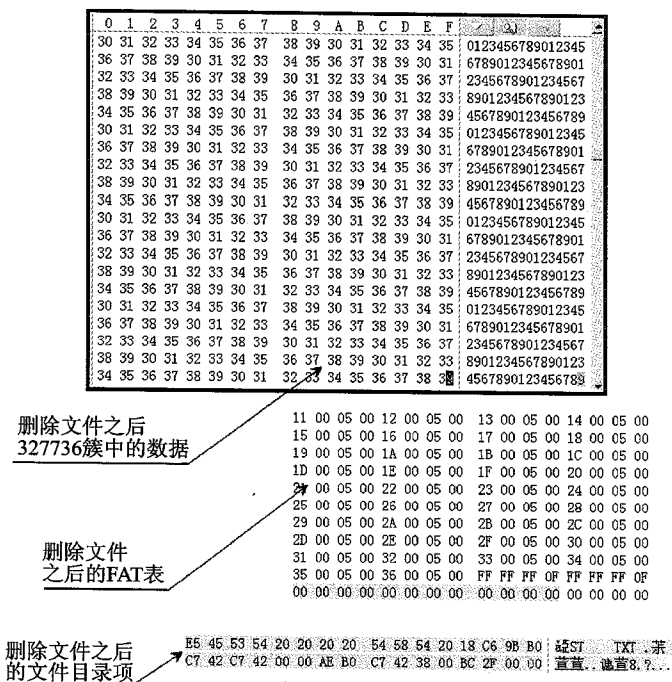 0 1 2 3 4 5 6 7 8 9 A B C D E F
30 31 32 33 34 35 36 37 38 39 30 31 32 33 34 35 0123456789012345
36 37 38 39 30 31 32 33 34 35 36 37 38 39 30 31 6789012345678901
32 33 34 35 36 37 38 39 30 31 32 33 34 35 36 37 2345678901234567
38 39 30 31 32 33 34 35 36 37 38 39 30 31 32 33 8901234567890123
34 35 36 37 38 39 30 31 32 33 34 35 36 37 38 39 4567890123456789
30 31 32 33 34 35 36 37 38 39 30 31 32 33 34 35 0123456789012345
36 37 38 39 30 31 32 33 34 35 36 37 38 39 30 31 6789012345678901
32 33 34 35 36 37 38 39 30 31 32 33 34 35 36 37 2345678901234567
38 39 30 31 32 33 34 35 36 37 38 39 30 31 32 33 8901234567890123
34 35 36 37 38 39 30 31 32 33 34 35 36 37 38 39 4567890123456789
30 31 32 33 34 35 36 37 38 39 30 31 32 33 34 35 0123456789012345
36 37 38 39 30 31 32 33 34 35 36 37 38 39 30 31 6789012345678901
32 33 34 35 36 37 38 39 30 31 32 33 34 35 36 37 2345678901234567
38 39 30 31 32 33 34 35 36 37 38 39 30 31 32 33 8901234567890123
34 35 36 37 38 39 30 31 32 33 34 35 36 37 38 39 4567890123456789
30 31 32 33 34 35 36 37 38 39 30 31 32 33 34 35 0123456789012345
36 37 38 39 30 31 32 33 34 35 36 37 38 39 30 31 6789012345678901
32 33 34 35 36 37 38 39 30 31 32 33 34 35 36 37 2345678901234567
38 39 30 31 32 33 34 35 36 37 38 39 30 31 32 33 8901234567890123
34 35 36 37 38 39 30 31 32 33 34 35 36 37 38 39 4567890123456789
删除文件之后
327736簇中的数据
11 00 05 00 12 00 05 00 13 00 05 00 14 00 05 00
15 00 05 00 16 00 05 00 17 00 05 00 18 00 05 00
19 00 05 00 1A 00 05 00 1B 00 05 00 1C 00 05 00
1D 00 05 00 1E 00 05 00 1F 00 05 00 20 00 05 00
21 00 05 00 22 00 05 00 23 00 05 00 24 00 05 00
25 00 05 00 26 00 05 00 27 00 05 00 28 00 05 00
29 00 05 00 2A 00 05 00 2B 00 05 00 2C 00 05 00
2D 00 05 00 2E 00 05 00 2F 00 05 00 30 00 05 00
31 00 05 00 32 00 05 00 33 00 05 00 34 00 05 00
35 00 05 00 36 00 05 00 FF FF FF 0F FF FF FF 0F
00 00 00 00 00 00 00 00 00 00 00 00 00 00 00 00
删除文件
之后的FAT表
删除文件之后
的文件目录项
E5 45 53 54 20 20 20 20 54 58 54 20 18 C6 9B B0 ST TXT .
C7 42 C7 42 00 00 AE B0 C7 42 38 00 BC 2F 00 00